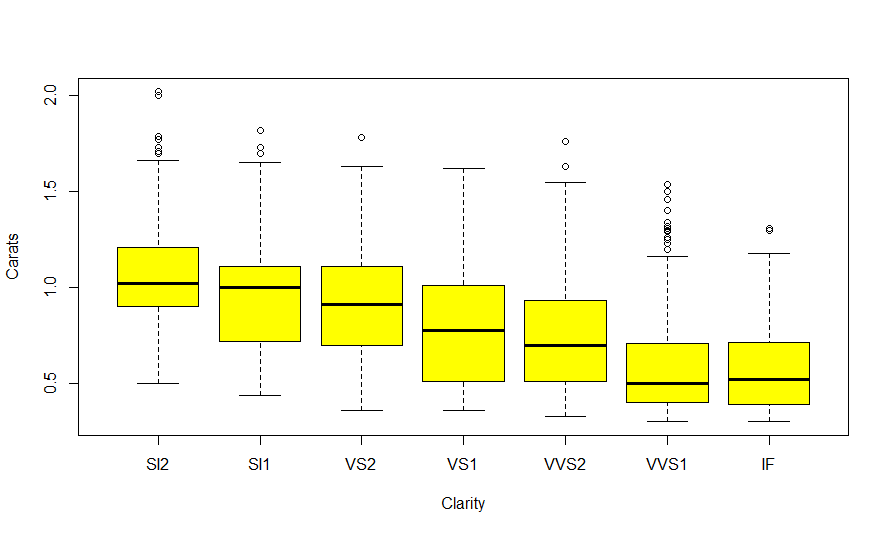 2.0
1.5
1.0
0.5
Carats
SI2 SI1 VS2 VS1 VVS2 VVS1 IF
Clarity